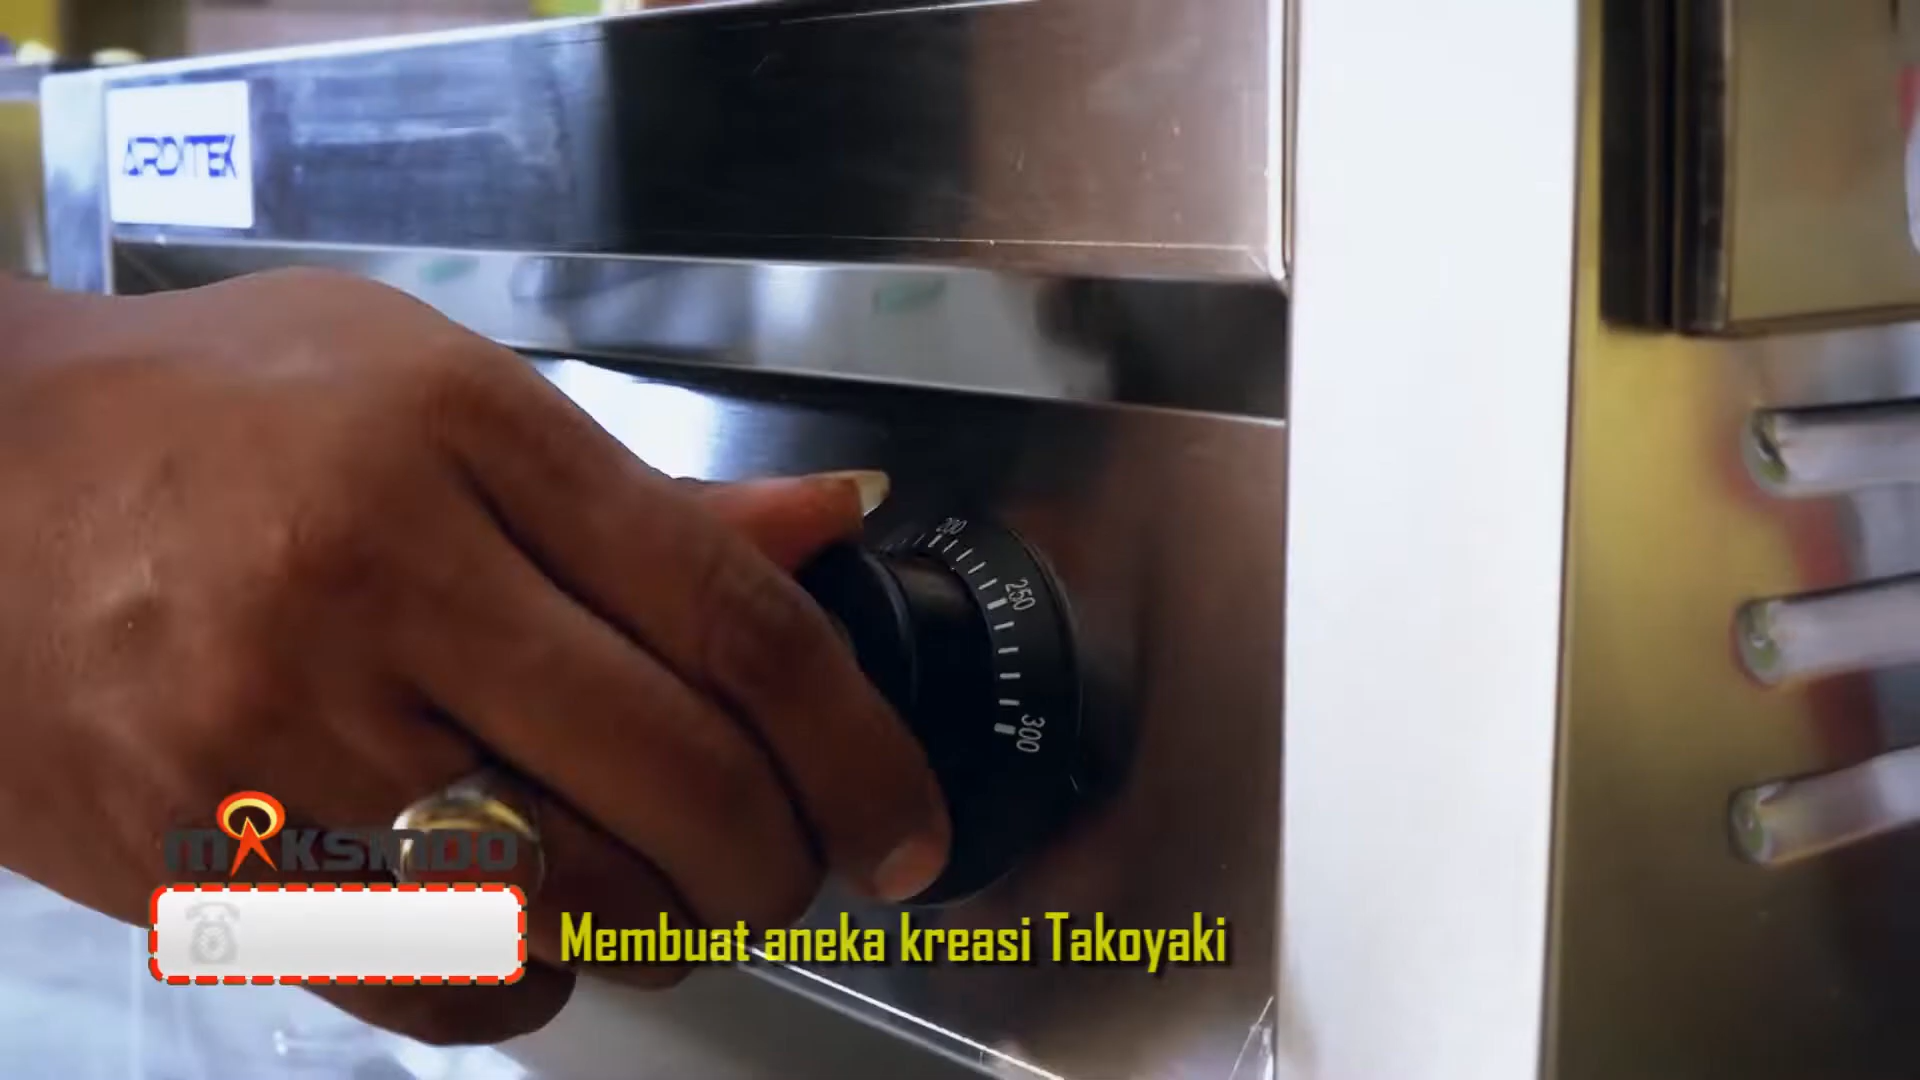 ARDITEK
200
250
300
MAKSINDO
Membuat aneka kreasi Takoyaki